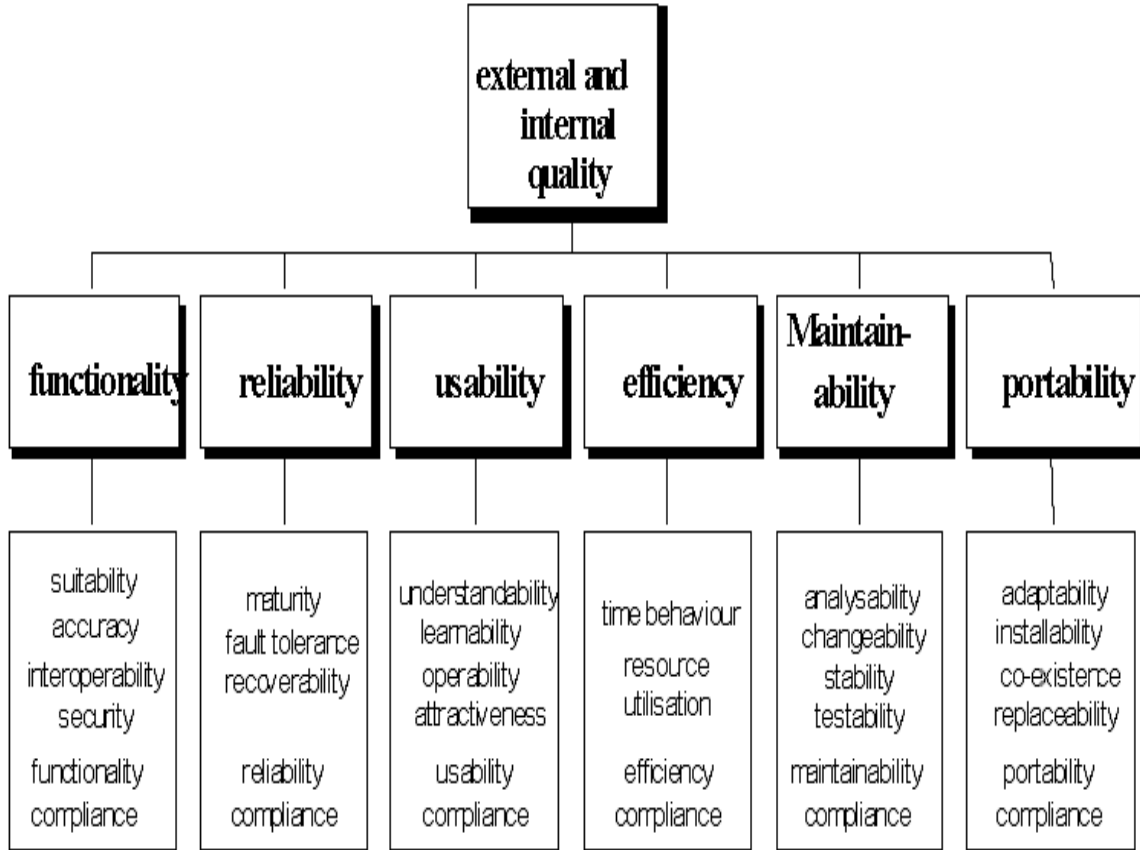 external and
internal
quality
functionality
reliability
usability
efficiency
Maintain-
ability
portability
suitability
accuracy
interoperability
security
functionality
compliance
maturity
fault tolerance
recoverability
reliability
compliance
understandability
learnability
operability
attractiveness
usability
compliance
time behaviour
resource
utilisation
efficiency
compliance
analysability
changeability
stability
testability
maintainability
compliance
adaptability
installability
co-existence
replaceability
portability
compliance